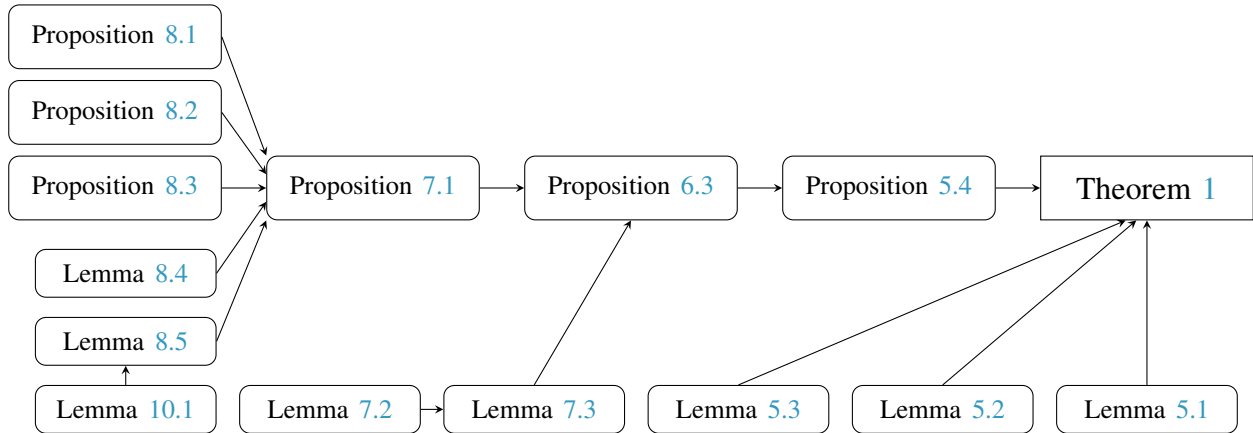 Proposition 8.1
Proposition 8.2
Proposition 8.3
Proposition 7.1
Proposition 6.3
Proposition 5.4
Theorem 1
Lemma 8.4
Lemma 8.5
Lemma 10.1
Lemma 7.2
Lemma 7.3
Lemma 5.3
Lemma 5.2
Lemma 5.1